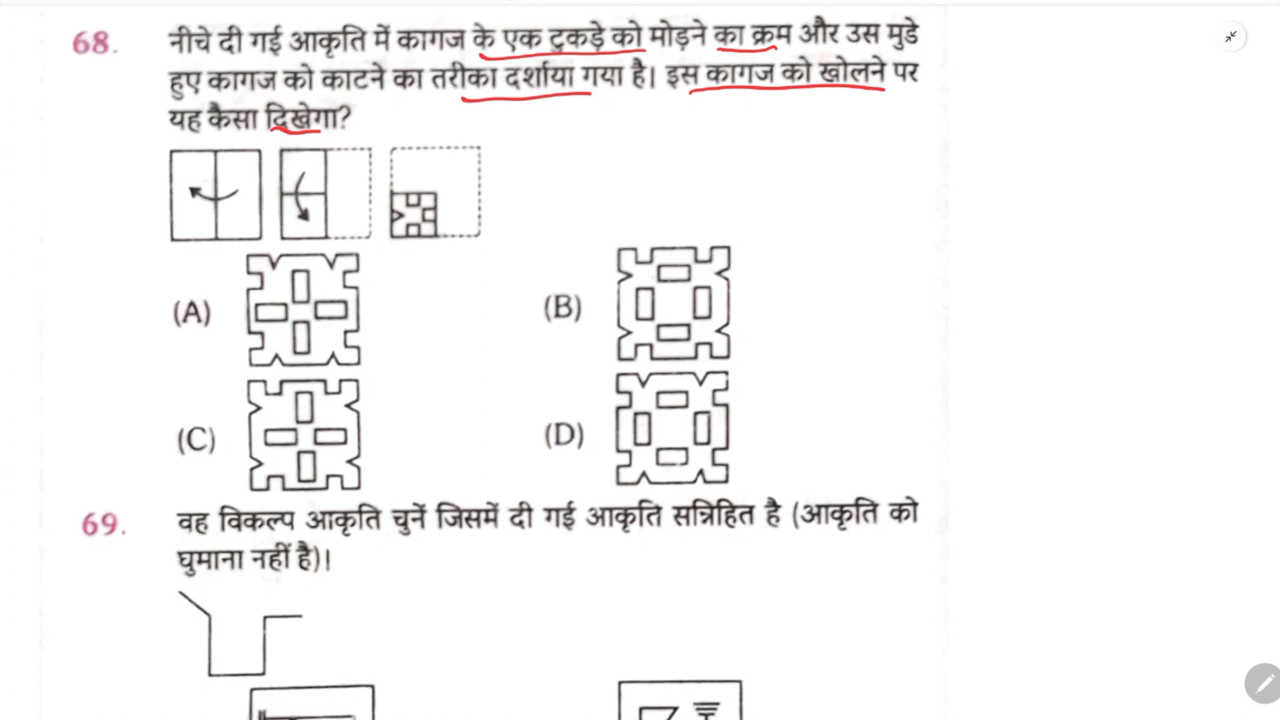 68. नीचे दी गई आकृति में कागज के एक टुकड़े को मोड़ने का क्रम और उस मुडे
हुए कागज को काटने का तरीका दर्शाया गया है। इस कागज को खोलने पर
यह कैसा दिखेगा?
(A) (B)
(C) (D)
69. वह विकल्प आकृति चुनें जिसमें दी गई आकृति सन्निहित है (आकृति को
घुमाना नहीं है)।